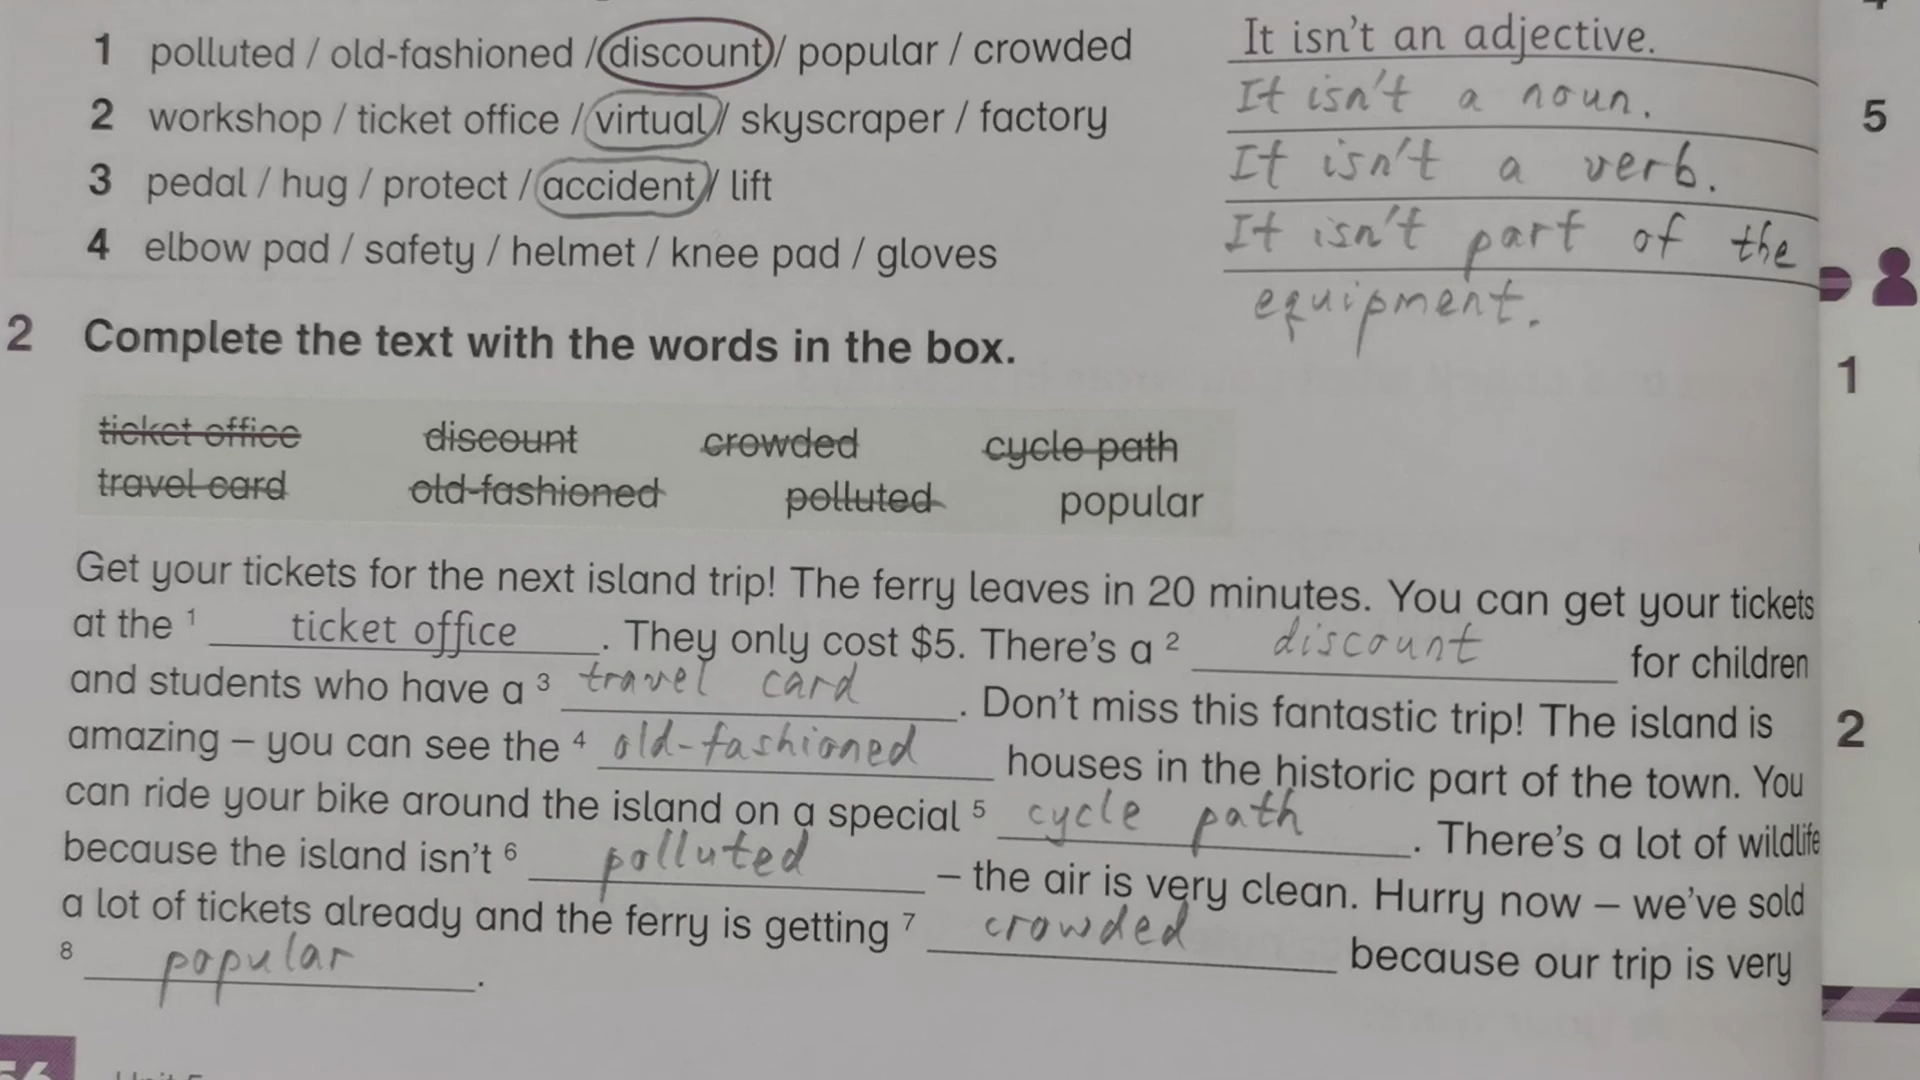 1 polluted / old-fashioned / discount / popular / crowded It isn't an adjective.
2 workshop / ticket office / virtual / skyscraper / factory It isn't a noun.
3 pedal / hug / protect / accident / lift It isn't a verb.
4 elbow pad / safety / helmet / knee pad / gloves It isn't part of the
equipment.
5
1
2
2 Complete the text with the words in the box.
ticket office discount crowded cycle path
travel card old-fashioned polluted popular
Get your tickets for the next island trip! The ferry leaves in 20 minutes. You can get your tickets
at the 1 ticket office. They only cost $5. There's a 2 discount for children
and students who have a 3 travel card. Don't miss this fantastic trip! The island is
amazing – you can see the 4 old-fashioned houses in the historic part of the town. You
can ride your bike around the island on a special 5 cycle path. There's a lot of wildlife
because the island isn't 6 polluted – the air is very clean. Hurry now – we've sold
a lot of tickets already and the ferry is getting 7 crowded because our trip is very
8 popular.